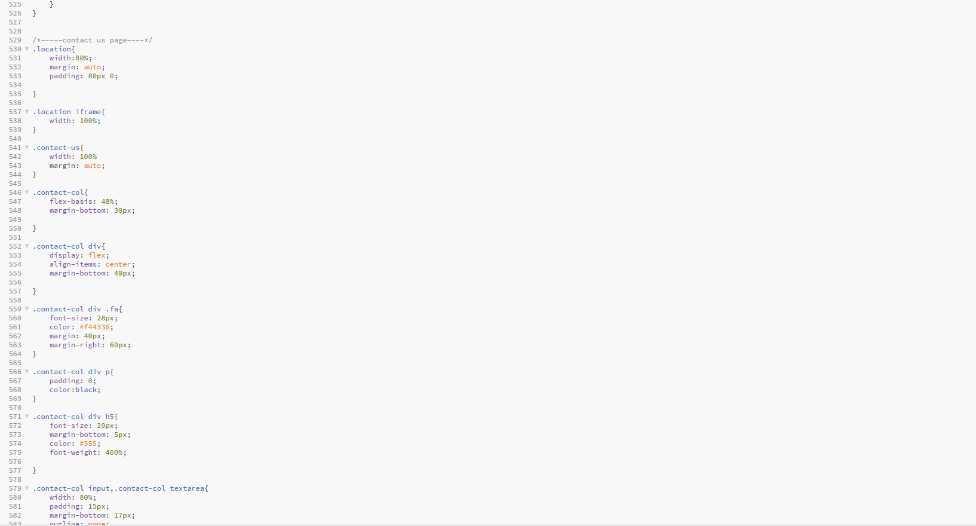 525 }
526 }
527
528
529 /*-----contact us page----*/
530 .location{
531 width:80%;
532 margin: auto;
533 padding: 80px 0;
534
535 }
536
537 .location iframe{
538 width: 100%;
539 }
540
541 .contact-us{
542 width: 100%
543 margin: auto;
544 }
545
546 .contact-col{
547 flex-basis: 48%;
548 margin-bottom: 30px;
549
550 }
551
552 .contact-col div{
553 display: flex;
554 align-items: center;
555 margin-bottom: 40px;
556
557 }
558
559 .contact-col div .fa{
560 font-size: 28px;
561 color: #f44336;
562 margin: 40px;
563 margin-right: 60px;
564 }
565
566 .contact-col div p{
567 padding: 0;
568 color:black;
569 }
570
571 .contact-col div h5{
572 font-size: 20px;
573 margin-bottom: 5px;
574 color: #555;
575 font-weight: 400%;
576
577 }
578
579 .contact-col input,.contact-col textarea{
580 width: 80%;
581 padding: 15px;
582 margin-bottom: 17px;
583 outline: none;